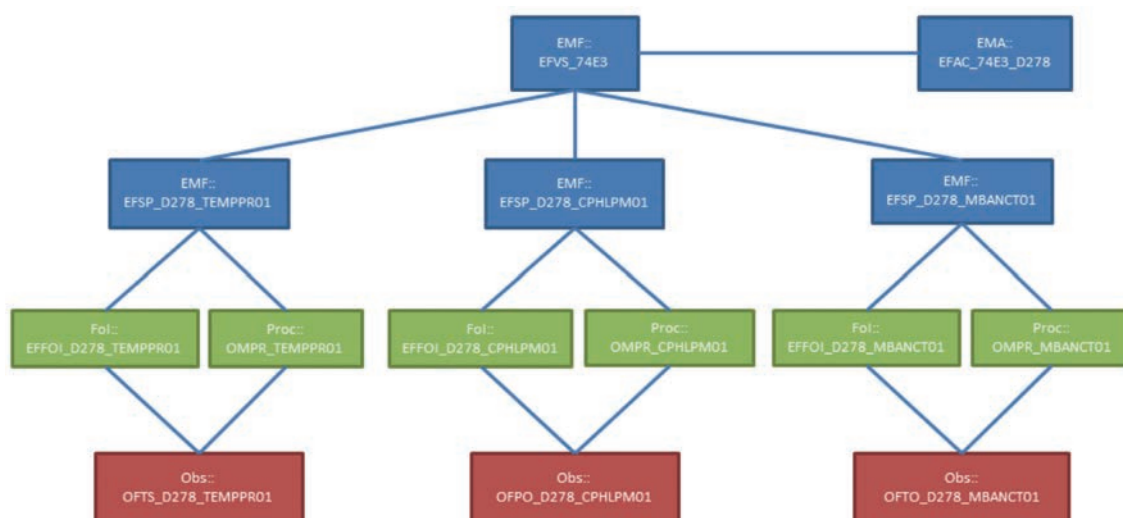 EMF::
EFVS_74E3
EMA::
EFAC_74E3_D278
EMF::
EFSP_D278_TEMPPR01
EMF::
EFSP_D278_CPHLPM01
EMF::
EFSP_D278_MBANCT01
FoI::
EFFOI_D278_TEMPPR01
Proc::
OMPR_TEMPPR01
FoI::
EFFOI_D278_CPHLPM01
Proc::
OMPR_CPHLPM01
FoI::
EFFOI_D278_MBANCT01
Proc::
OMPR_MBANCT01
Obs::
OFTS_D278_TEMPPR01
Obs::
OFPO_D278_CPHLPM01
Obs::
OFTO_D278_MBANCT01